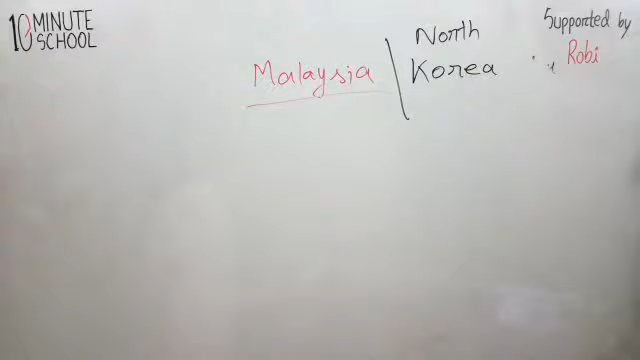 10 MINUTE
SCHOOL
Malaysia
North
Korea
Supported by
Robi